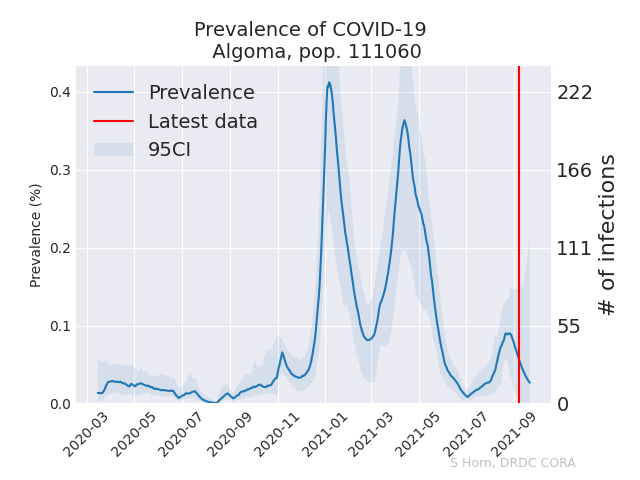 Prevalence of COVID-19
Algoma, pop. 111060
Prevalence
Latest data
95CI
Prevalence (%)
0.4
0.3
0.2
0.1
0.0
222
166
111
55
0
# of infections
2020-03
2020-05
2020-07
2020-09
2020-11
2021-01
2021-03
2021-05
2021-07
2021-09
S Horn, DRDC CORA